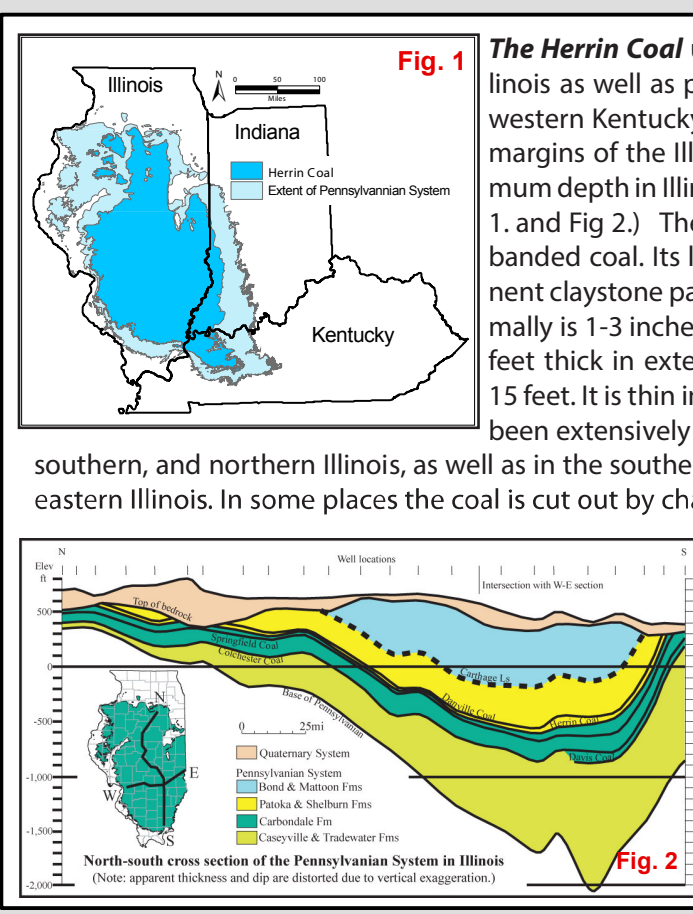 Fig. 1
Illinois
N
0 50 100
Miles
Indiana
Herrin Coal
Extent of Pennsylvannian System
Kentucky
The Herrin Coal
linois as well as p
western Kentucky
margins of the Ill
mum depth in Illin
1. and Fig 2.) The
banded coal. Its l
nent claystone pa
mally is 1-3 inche
feet thick in exte
15 feet. It is thin i
been extensively
southern, and northern Illinois, as well as in the southe
eastern Illinois. In some places the coal is cut out by cha
N
Well locations
S
Elev
ft
Intersection with W-E section
500
0
-500
-1,000
-1,500
-2,000
Top of bedrock
Springfield Coal
Colchester Coal
Base of Pennsylvanian
Carthage Ls
Danville Coal
Herrin Coal
Davis Coal
N
E
W
S
0 25mi
Quaternary System
Pennsylvanian System
Bond & Mattoon Fms
Patoka & Shelburn Fms
Carbondale Fm
Caseyville & Tradewater Fms
North-south cross section of the Pennsylvanian System in Illinois
(Note: apparent thickness and dip are distorted due to vertical exaggeration.)
Fig. 2